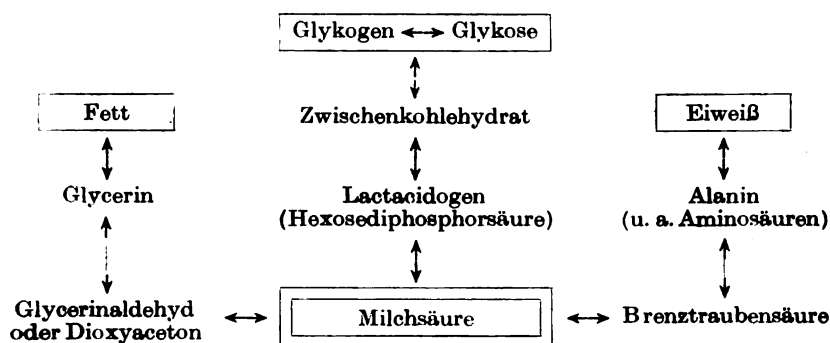 Glykogen ↔ Glykose
Fett
Zwischenkohlehydrat
Eiweiß
Glycerin
Lactacidogen
(Hexosediphosphorsäure)
Alanin
(u. a. Aminosäuren)
Glycerinaldehyd
oder Dioxyaceton
Milchsäure
Brenztraubensäure